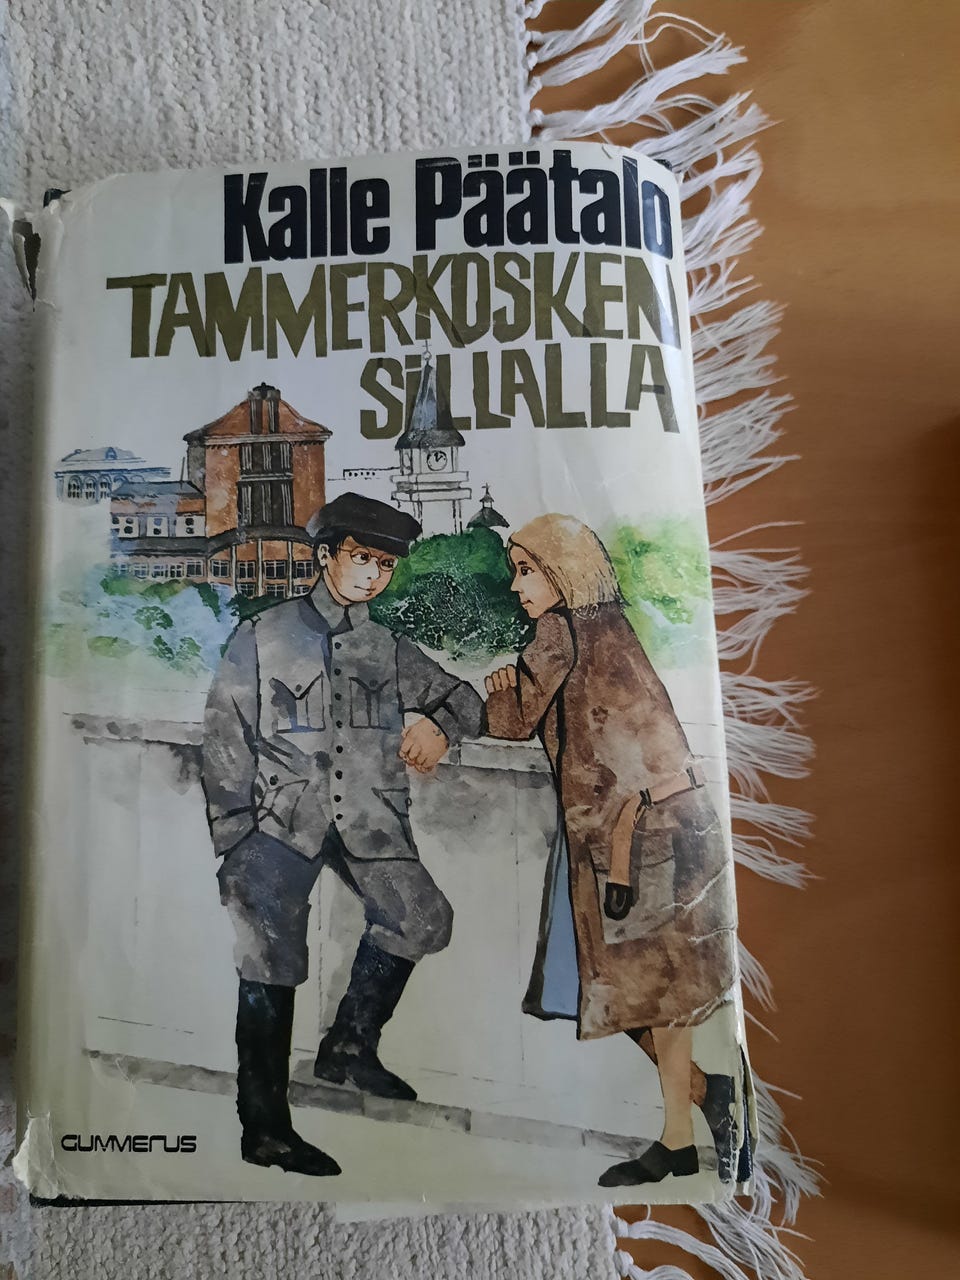 Kalle Päätalo
TAMMERKOSKEN
SiLLALLA
GUMMERUS